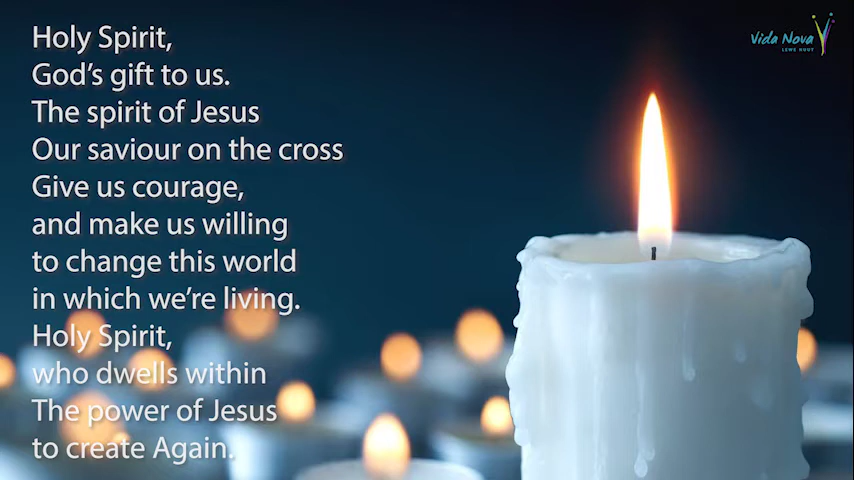 Holy Spirit,
God's gift to us.
The spirit of Jesus
Our saviour on the cross
Give us courage,
and make us willing
to change this world
in which we're living.
Holy Spirit,
who dwells within
The power of Jesus
to create Again.
Vida Nova
LEWE NUUT